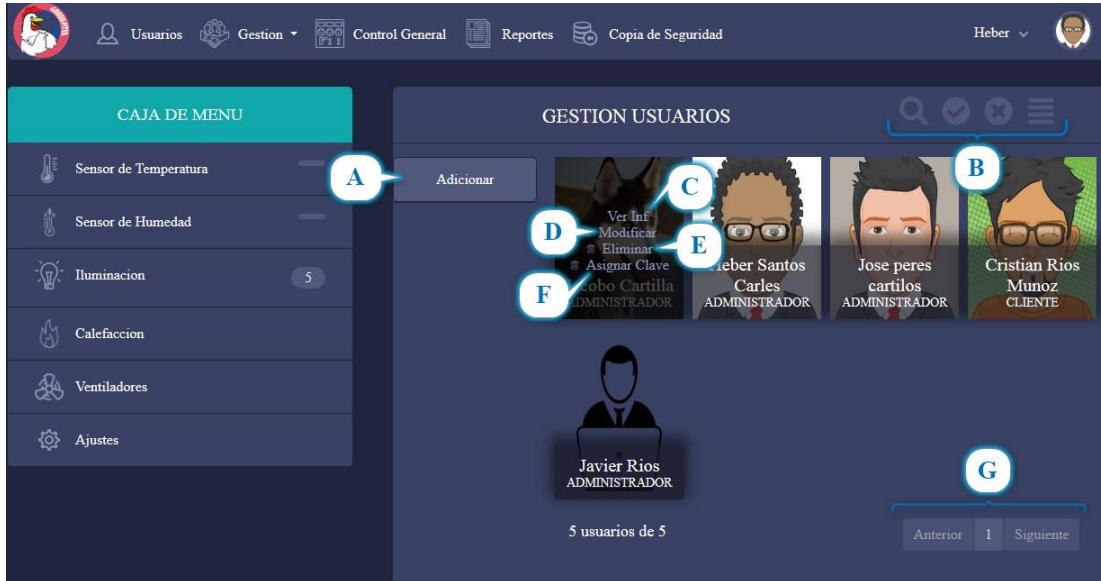 Usuarios Gestion Control General Reportes Copia de Seguridad Heber
CAJA DE MENU
Sensor de Temperatura
Sensor de Humedad
Iluminacion 5
Calefaccion
Ventiladores
Ajustes
GESTION USUARIOS
B
A
Adicionar
C
D
E
F
Ver Inf
Modificar
Eliminar
Asignar Clave
Cartilla
ADMINISTRADOR
Heber Santos
Carles
ADMINISTRADOR
Jose peres
cartilos
ADMINISTRADOR
Cristian Rios
Munoz
CLIENTE
Javier Rios
ADMINISTRADOR
5 usuarios de 5
G
Anterior 1 Siguiente